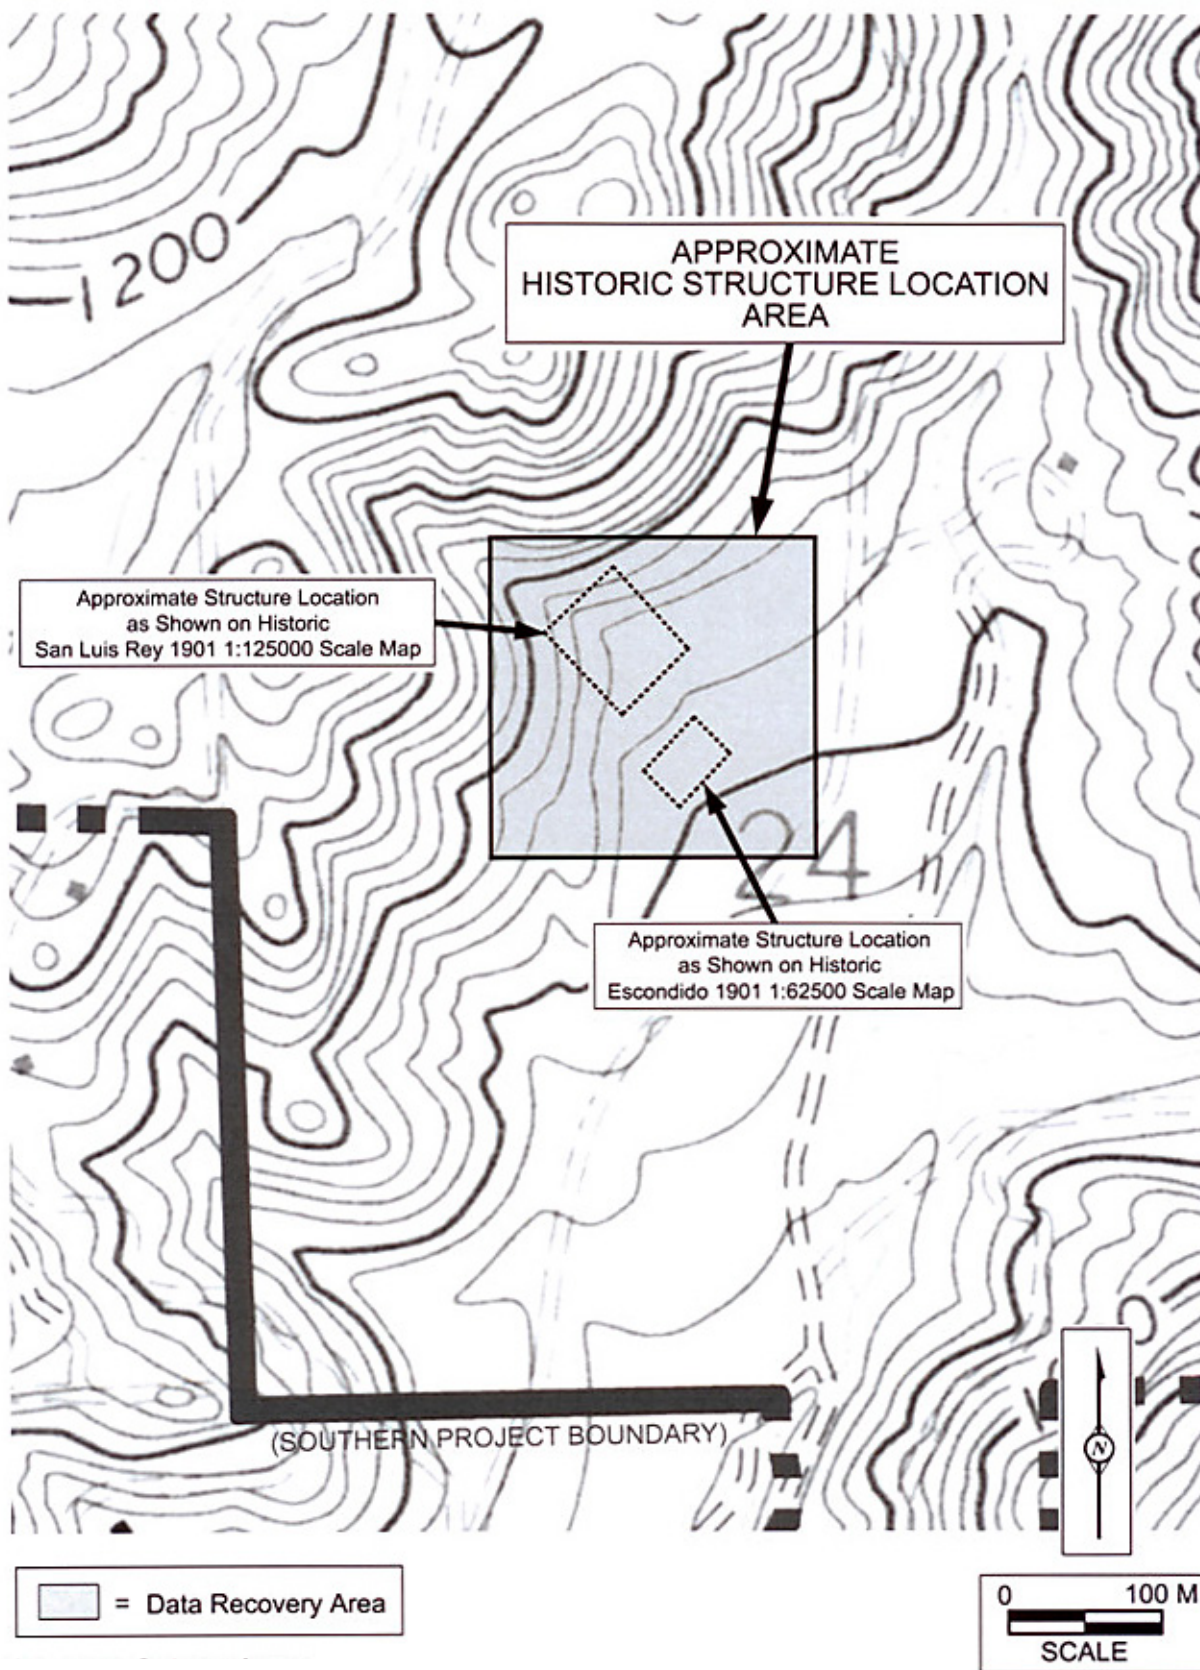 1200
APPROXIMATE
HISTORIC STRUCTURE LOCATION
AREA
Approximate Structure Location
as Shown on Historic
San Luis Rey 1901 1:125000 Scale Map
24
Approximate Structure Location
as Shown on Historic
Escondido 1901 1:62500 Scale Map
(SOUTHERN PROJECT BOUNDARY)
N
= Data Recovery Area
0 100 M
SCALE